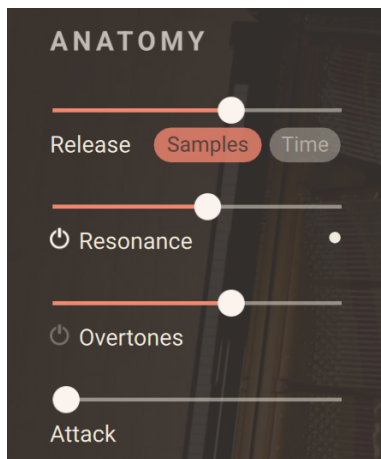 ANATOMY
Release Samples Time
Resonance
Overtones
Attack